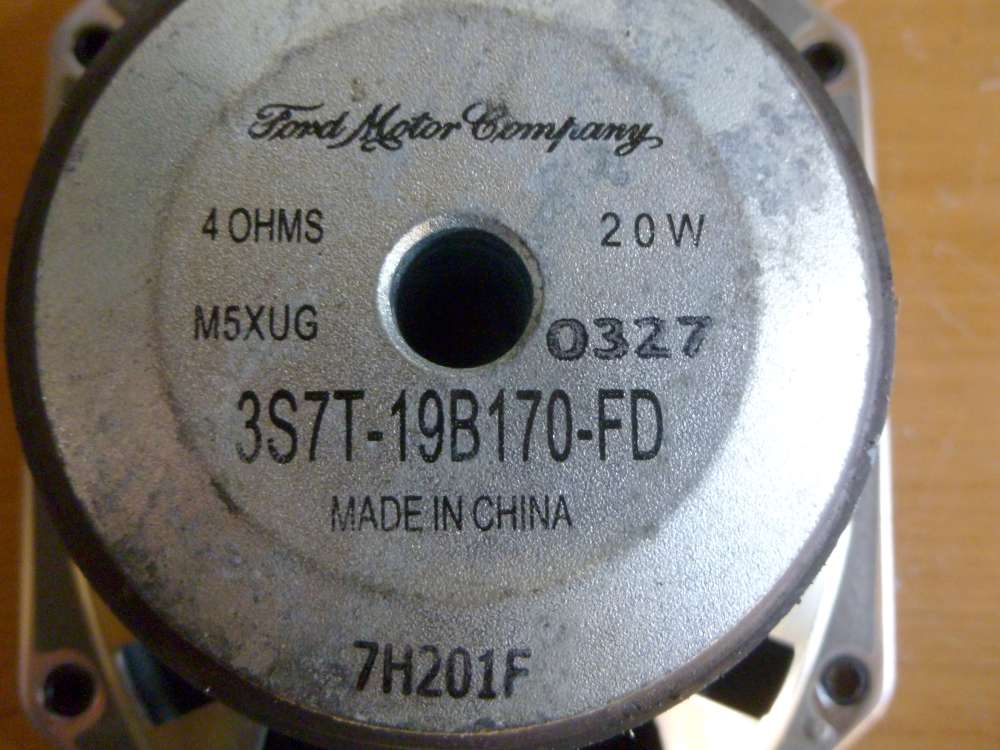 Ford Motor Company
4 OHMS 20W
M5XUG 0327
3S7T-19B170-FD
MADE IN CHINA
7H201F